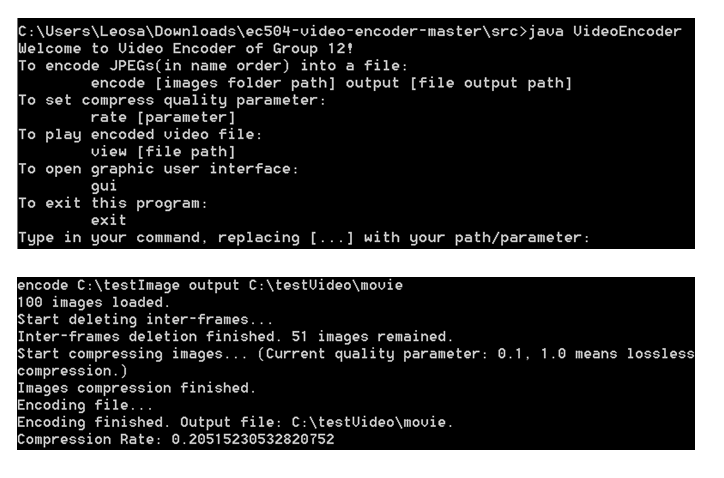 C:\Users\Leosa\Downloads\ec504-video-encoder-master\src>java VideoEncoder
Welcome to Video Encoder of Group 12!
To encode JPEGs(in name order) into a file:
encode [images folder path] output [file output path]
To set compress quality parameter:
rate [parameter]
To play encoded video file:
view [file path]
To open graphic user interface:
gui
To exit this program:
exit
Type in your command, replacing [...] with your path/parameter:
encode C:\testImage output C:\testVideo\movie
100 images loaded.
Start deleting inter-frames...
Inter-frames deletion finished. 51 images remained.
Start compressing images... (Current quality parameter: 0.1, 1.0 means lossless
compression.)
Images compression finished.
Encoding file...
Encoding finished. Output file: C:\testVideo\movie.
Compression Rate: 0.20515230532820752